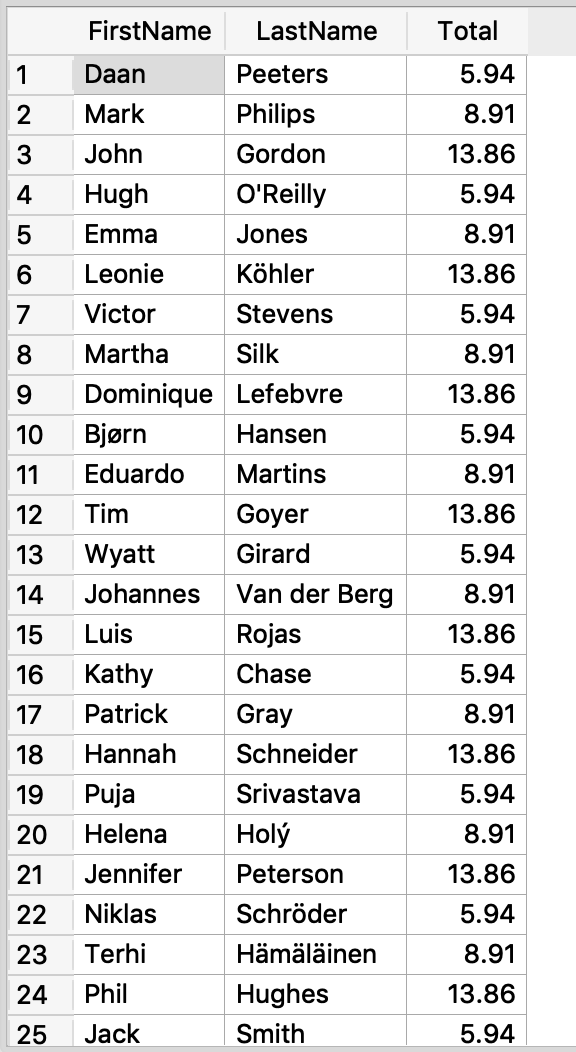 FirstName LastName Total
1 Daan Peeters 5.94
2 Mark Philips 8.91
3 John Gordon 13.86
4 Hugh O'Reilly 5.94
5 Emma Jones 8.91
6 Leonie Köhler 13.86
7 Victor Stevens 5.94
8 Martha Silk 8.91
9 Dominique Lefebvre 13.86
10 Bjørn Hansen 5.94
11 Eduardo Martins 8.91
12 Tim Goyer 13.86
13 Wyatt Girard 5.94
14 Johannes Van der Berg 8.91
15 Luis Rojas 13.86
16 Kathy Chase 5.94
17 Patrick Gray 8.91
18 Hannah Schneider 13.86
19 Puja Srivastava 5.94
20 Helena Holý 8.91
21 Jennifer Peterson 13.86
22 Niklas Schröder 5.94
23 Terhi Hämäläinen 8.91
24 Phil Hughes 13.86
25 Jack Smith 5.94